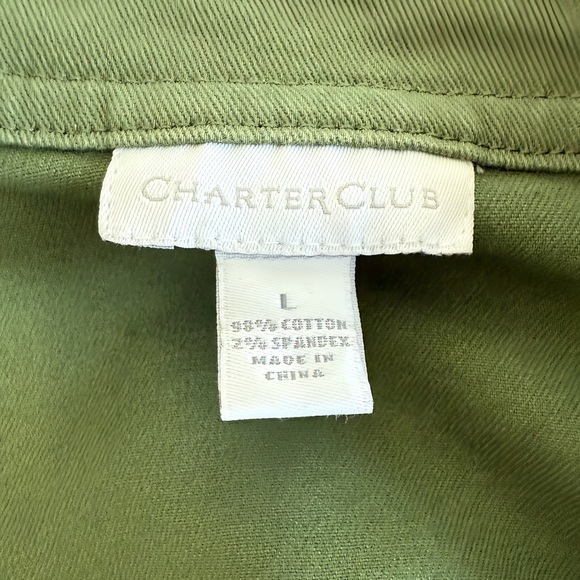 CHARTER CLUB
L
98% COTTON
2% SPANDEX
MADE IN
CHINA